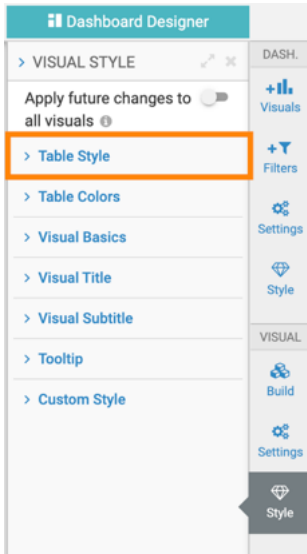 Dashboard Designer
VISUAL STYLE
Apply future changes to
all visuals
Table Style
Table Colors
Visual Basics
Visual Title
Visual Subtitle
Tooltip
Custom Style
DASH.
Visuals
Filters
Settings
Style
VISUAL
Build
Settings
Style